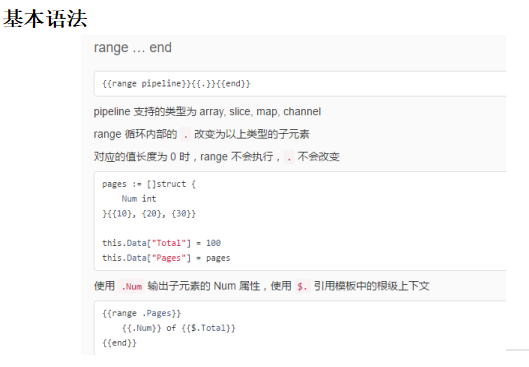 基本语法
range … end
{{range pipeline}}{{.}}{{end}}
pipeline 支持的类型为 array, slice, map, channel
range 循环内部的 . 改变为以上类型的子元素
对应的值长度为 0 时，range 不会执行，. 不会改变
pages := []struct {
    Num int
}{{10}, {20}, {30}}
this.Data["Total"] = 100
this.Data["Pages"] = pages
使用 .Num 输出子元素的 Num 属性，使用 $. 引用模板中的根级上下文
{{range .Pages}}
    {{.Num}} of {{$.Total}}
{{end}}